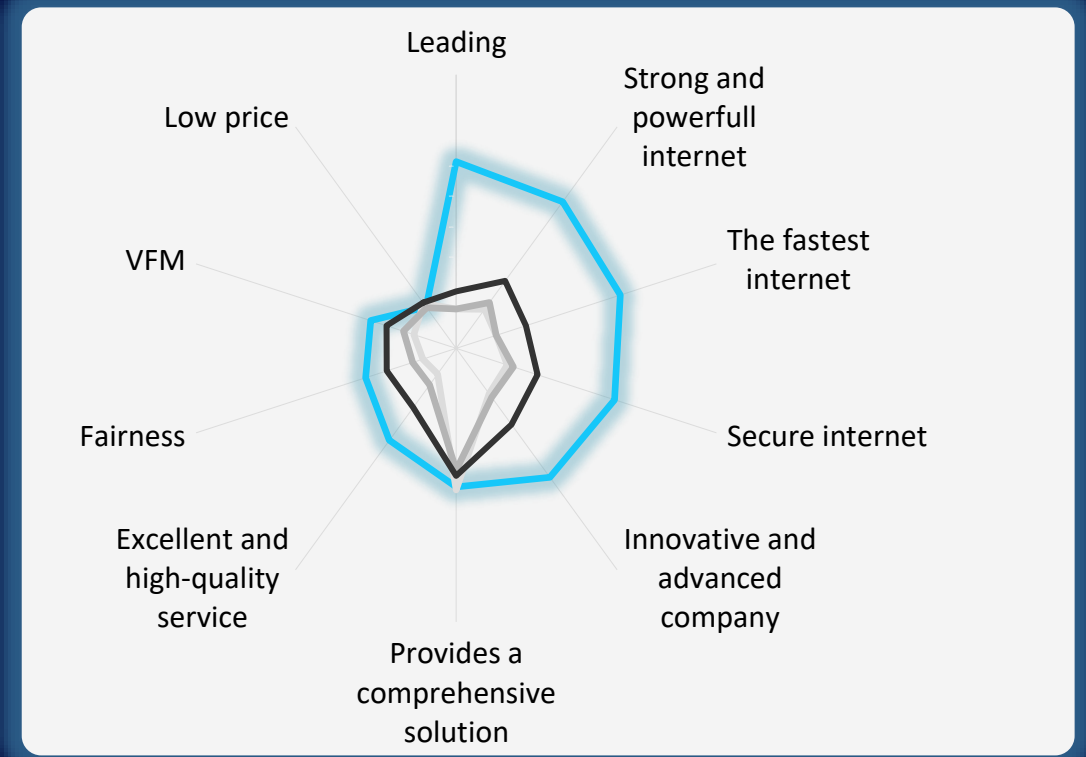 Leading
Strong and
powerfull
internet
The fastest
internet
Secure internet
Innovative and
advanced
company
Provides a
comprehensive
solution
Excellent and
high-quality
service
Fairness
VFM
Low price